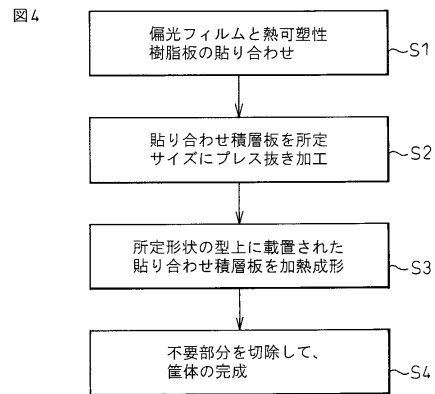 図4
偏光フィルムと熱可塑性
樹脂板の貼り合わせ
S1
貼り合わせ積層板を所定
サイズにプレス抜き加工
S2
所定形状の型上に載置された
貼り合わせ積層板を加熱成形
S3
不要部分を切除して、
筐体の完成
S4